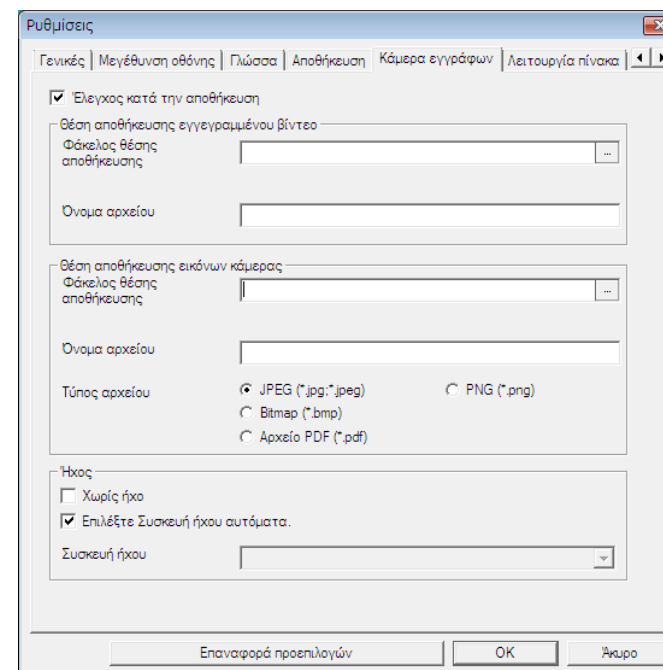 Ρυθμίσεις
Γενικές Μεγέθυνση οθόνης Γλώσσα Αποθήκευση Κάμερα εγγράφων Λειτουργία πίνακα
Έλεγχος κατά την αποθήκευση
Θέση αποθήκευσης εγγεγραμμένου βίντεο
Φάκελος θέσης
αποθήκευσης
...
Όνομα αρχείου
Θέση αποθήκευσης εικόνων κάμερας
Φάκελος θέσης
αποθήκευσης
...
Όνομα αρχείου
Τύπος αρχείου
JPEG (*.jpg;*.jpeg) PNG (*.png)
Bitmap (*.bmp)
Αρχείο PDF (*.pdf)
Ήχος
Χωρίς ήχο
Επιλέξτε Συσκευή ήχου αυτόματα.
Συσκευή ήχου
Επαναφορά προεπιλογών OK Άκυρο